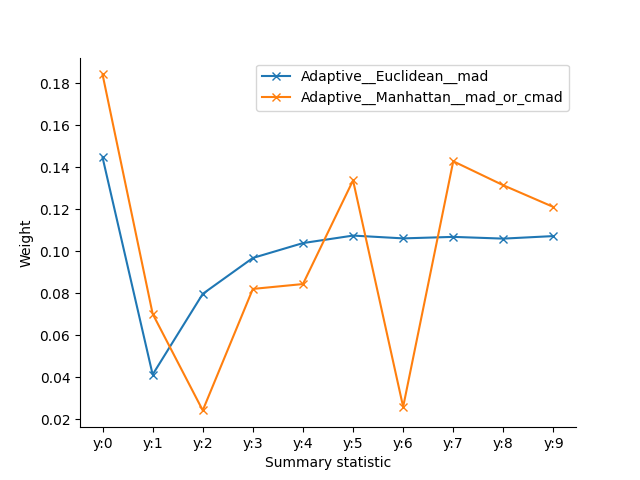 Adaptive__Euclidean__mad
Adaptive__Manhattan__mad_or_cmad
Weight
0.18
0.16
0.14
0.12
0.10
0.08
0.06
0.04
0.02
y:0 y:1 y:2 y:3 y:4 y:5 y:6 y:7 y:8 y:9
Summary statistic